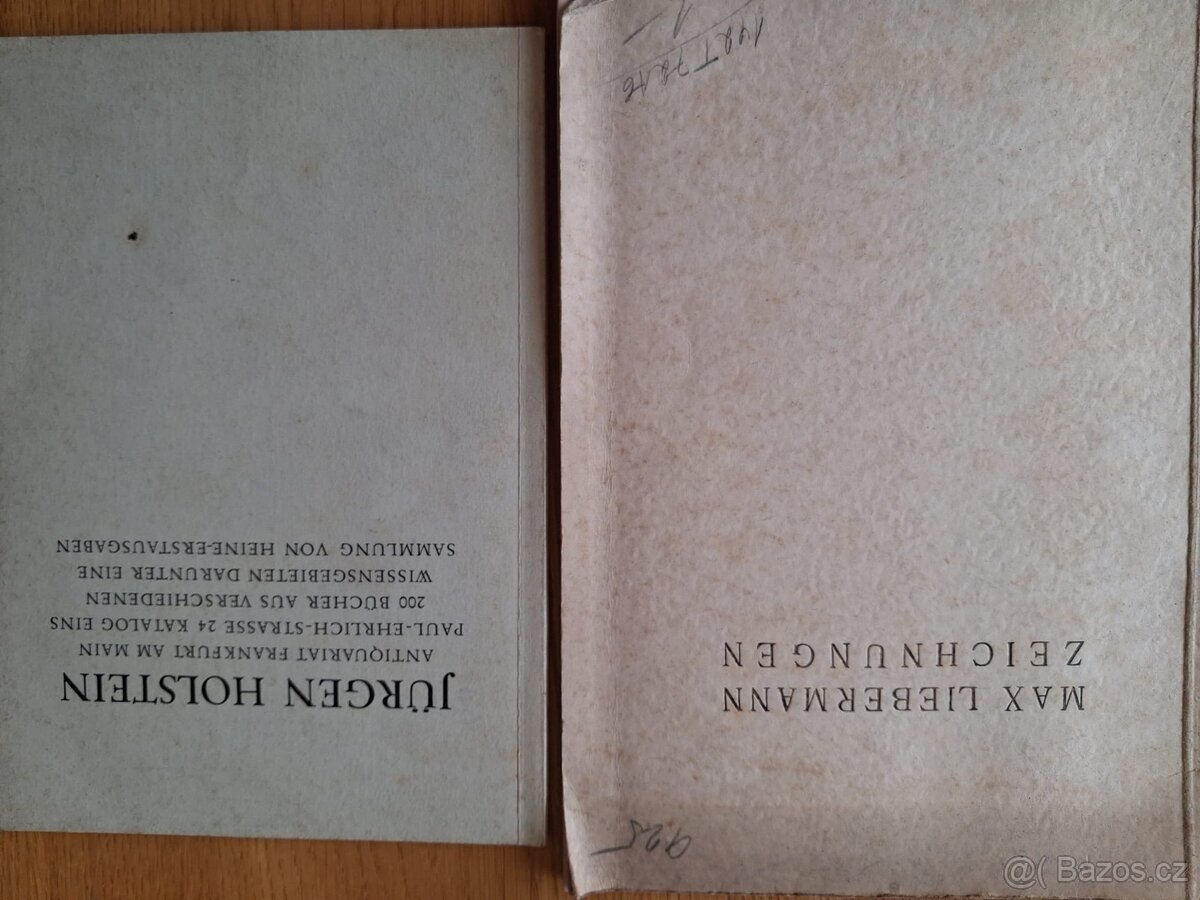 JÜRGEN HOLSTEIN
ANTIQUARIAT FRANKFURT AM MAIN
PAUL-EHRLICH-STRASSE 24 KATALOG EINS
200 BÜCHER AUS VERSCHIEDENEN
WISSENSGEBIETEN DARUNTER EINE
SAMMLUNG VON HEINE-ERSTAUSGABEN
MAX LIEBERMANN
ZEICHNUNGEN
925
@( Bazos.cz